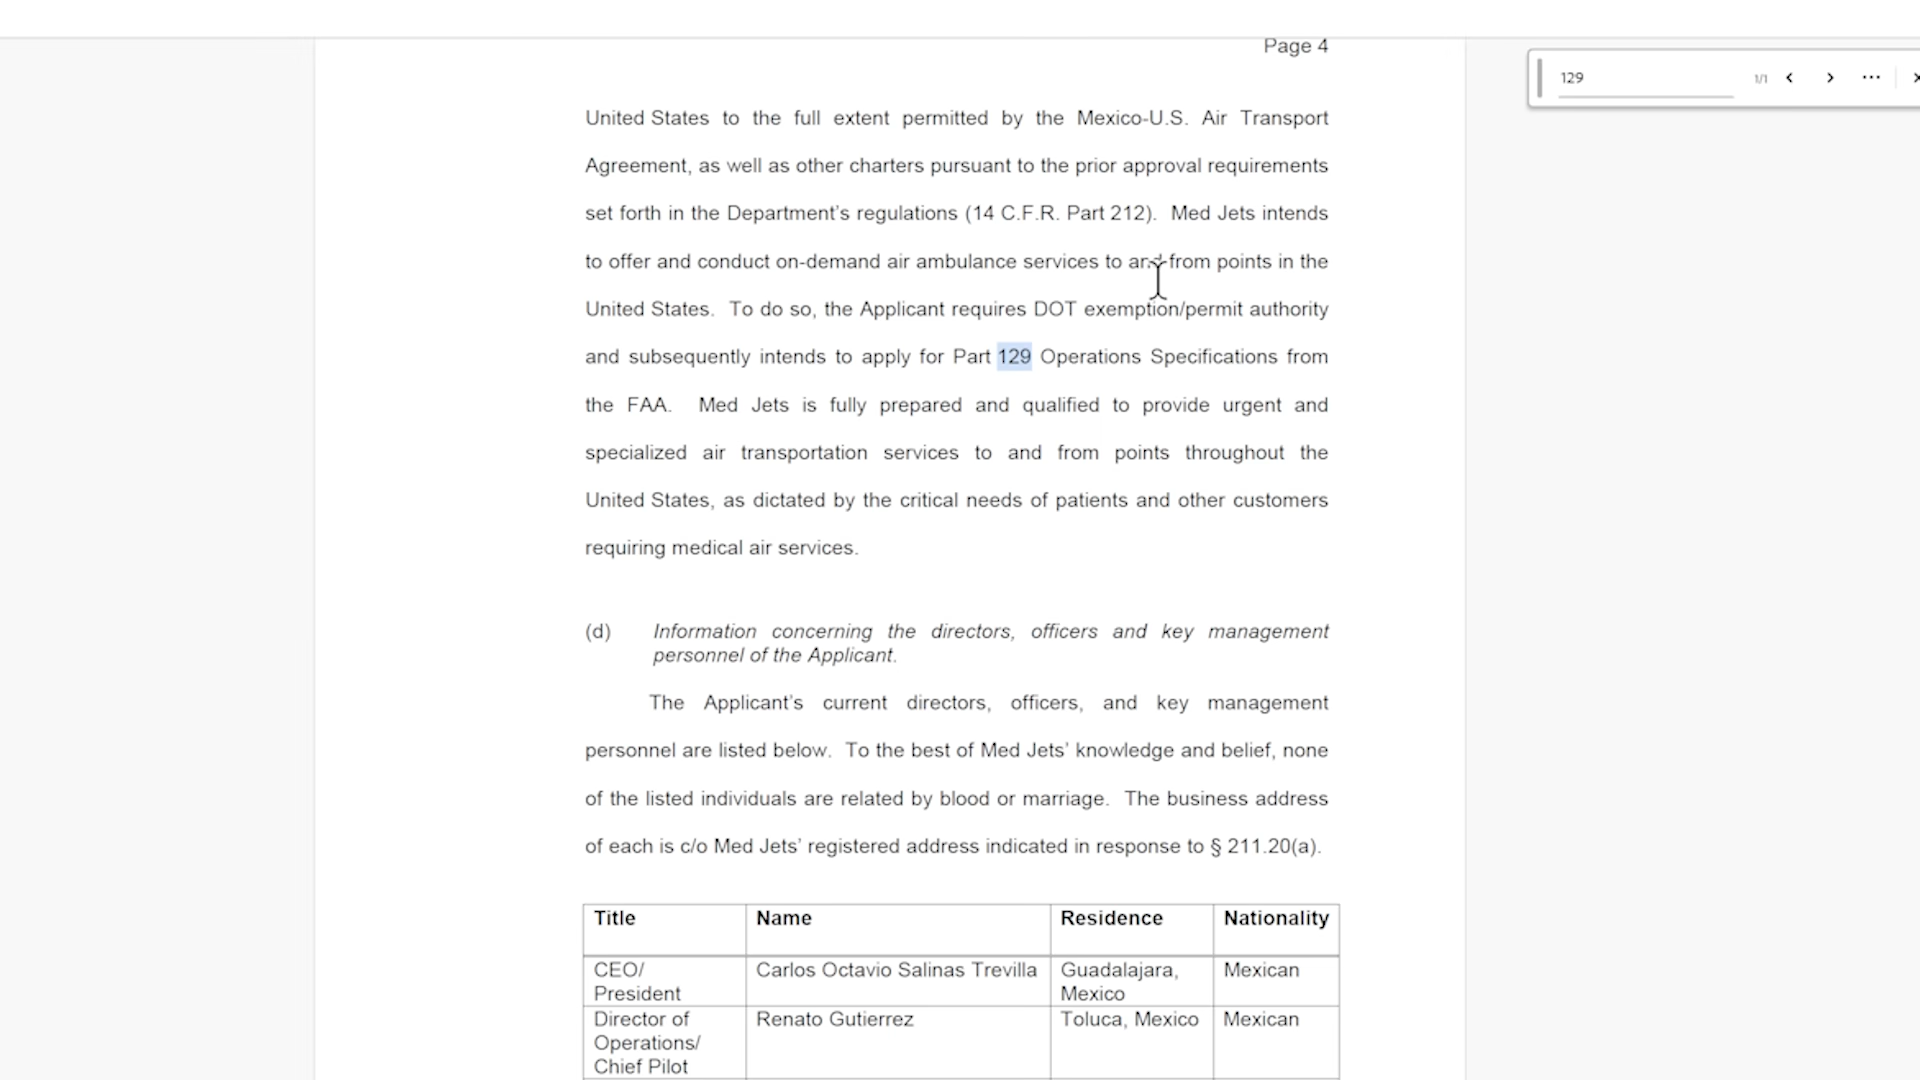 Page 4
129 1/1
United States to the full extent permitted by the Mexico-U.S. Air Transport
Agreement, as well as other charters pursuant to the prior approval requirements
set forth in the Department's regulations (14 C.F.R. Part 212). Med Jets intends
to offer and conduct on-demand air ambulance services to and from points in the
United States. To do so, the Applicant requires DOT exemption/permit authority
and subsequently intends to apply for Part 129 Operations Specifications from
the FAA. Med Jets is fully prepared and qualified to provide urgent and
specialized air transportation services to and from points throughout the
United States, as dictated by the critical needs of patients and other customers
requiring medical air services.
(d) Information concerning the directors, officers and key management
personnel of the Applicant.
The Applicant's current directors, officers, and key management
personnel are listed below. To the best of Med Jets' knowledge and belief, none
of the listed individuals are related by blood or marriage. The business address
of each is c/o Med Jets' registered address indicated in response to § 211.20(a).
Title Name Residence Nationality
CEO/ Carlos Octavio Salinas Trevilla Guadalajara, Mexican
President Mexico
Director of Renato Gutierrez Toluca, Mexico Mexican
Operations/
Chief Pilot